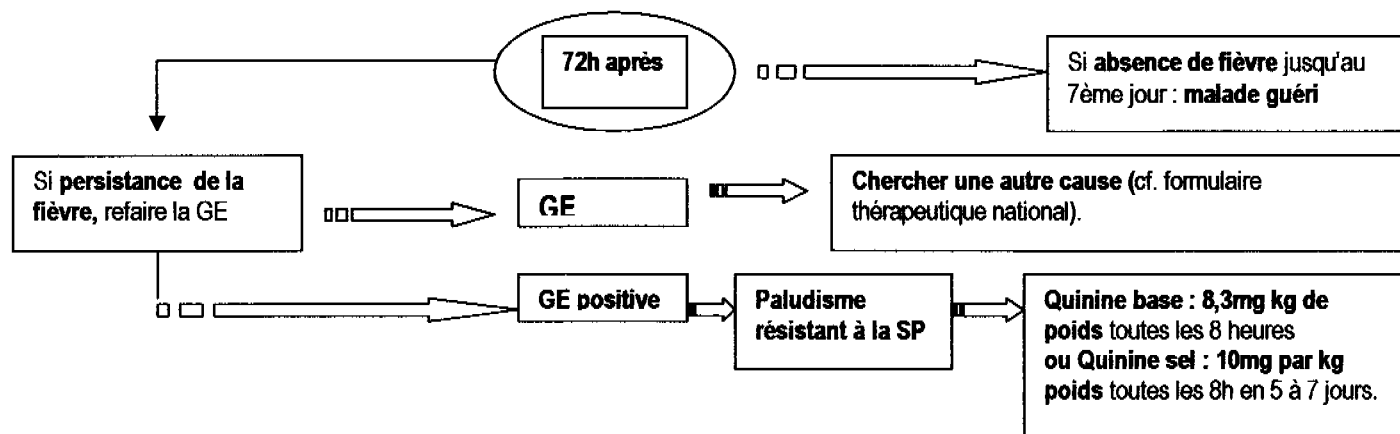 72h après
Si absence de fièvre jusqu'au
7ème jour : malade guéri
Si persistance de la
fièvre, refaire la GE
GE
Chercher une autre cause (cf. formulaire
thérapeutique national).
GE positive
Paludisme
résistant à la SP
Quinine base : 8,3mg kg de
poids toutes les 8 heures
ou Quinine sel : 10mg par kg
poids toutes les 8h en 5 à 7 jours.